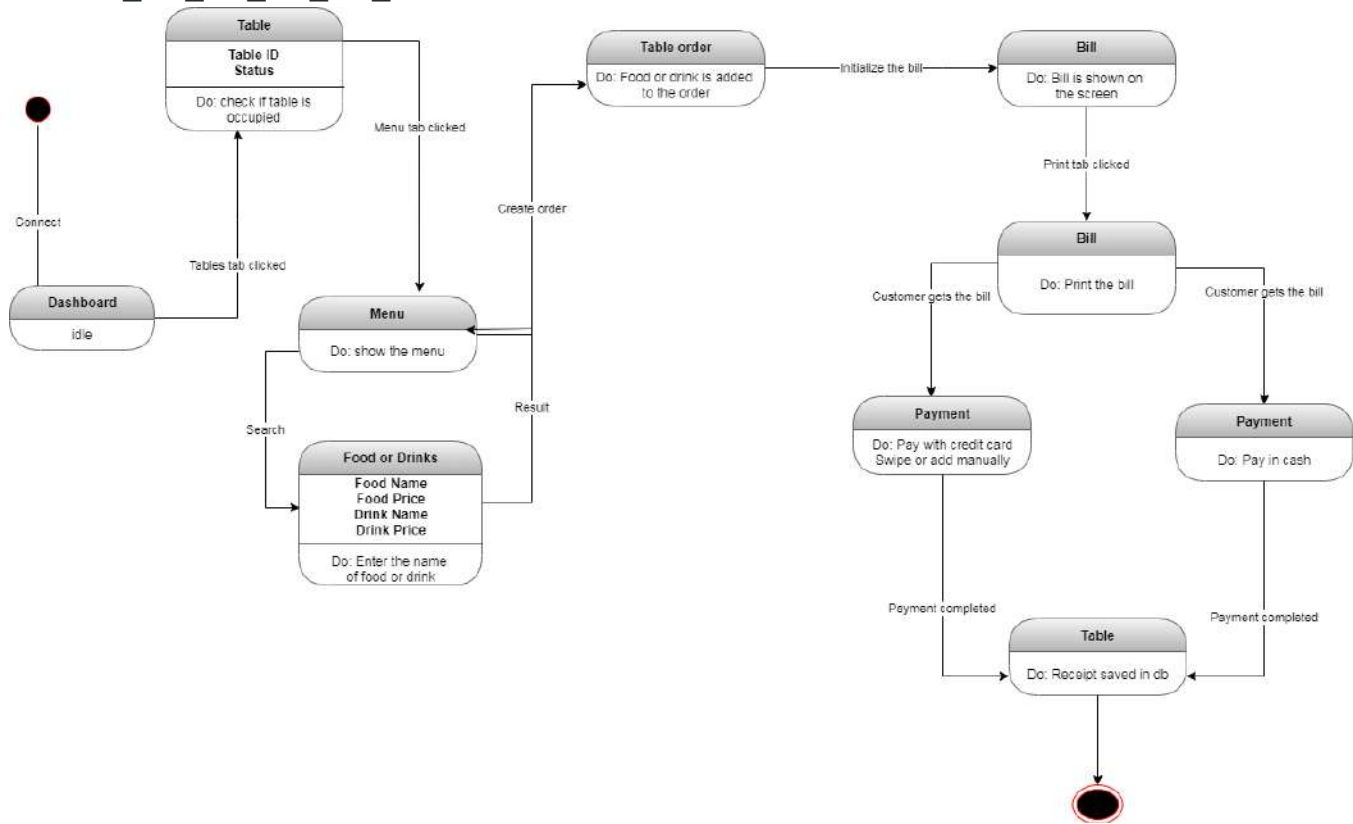 Table
Table ID
Status
Do: check if table is
occupied
Connect
Tables tab clicked
Dashboard
idle
Menu tab clicked
Menu
Do: show the menu
Search
Food or Drinks
Food Name
Food Price
Drink Name
Drink Price
Do: Enter the name
of food or drink
Result
Create order
Table order
Do: Food or drink is added
to the order
Initialize the bill
Bill
Do: Bill is shown on
the screen
Print tab clicked
Bill
Do: Print the bill
Customer gets the bill
Customer gets the bill
Payment
Do: Pay with credit card
Swipe or add manually
Payment
Do: Pay in cash
Payment completed
Payment completed
Table
Do: Receipt saved in db